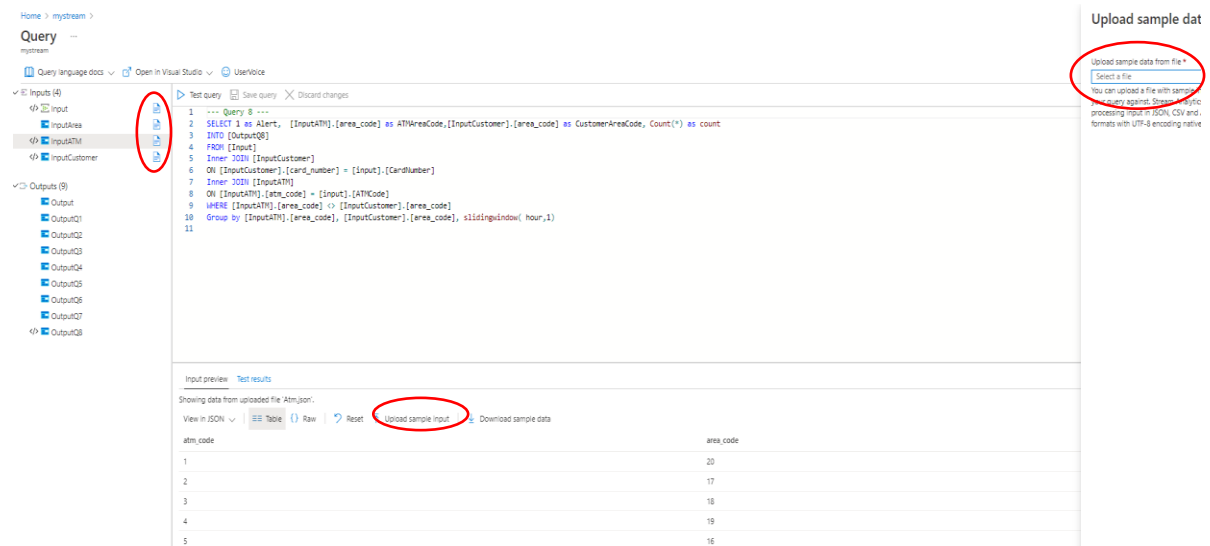 Home > mystream >
Query ...
mystream
Query language docs
Open in Visual Studio
UserVoice
Inputs (4)
Input
InputArea
InputATM
InputCustomer
Outputs (9)
Output
OutputQ1
OutputQ2
OutputQ3
OutputQ4
OutputQ5
OutputQ6
OutputQ7
OutputQ8
Test query
Save query
Discard changes
1 --- Query 8 ---
2 SELECT 1 as Alert, [InputATM].[area_code] as ATMAreaCode,[InputCustomer].[area_code] as CustomerAreaCode, Count(*) as count
3 INTO [OutputQ8]
4 FROM [Input]
5 Inner JOIN [InputCustomer]
6 ON [InputCustomer].[card_number] = [input].[CardNumber]
7 Inner JOIN [InputATM]
8 ON [InputATM].[atm_code] = [input].[ATMCode]
9 WHERE [InputATM].[area_code] <> [InputCustomer].[area_code]
10 Group by [InputATM].[area_code], [InputCustomer].[area_code], slidingwindow( hour,1)
11
Input preview Test results
Showing data from uploaded file 'Atm.json'.
View in JSON
Table
{} Raw
Reset
Upload sample input
Download sample data
atm_code area_code
1 20
2 17
3 18
4 19
5 16
Upload sample dat
Upload sample data from file *
Select a file
You can upload a file with sample
your query against. Stream Analytic
processing input in JSON, CSV and
formats with UTF-8 encoding native